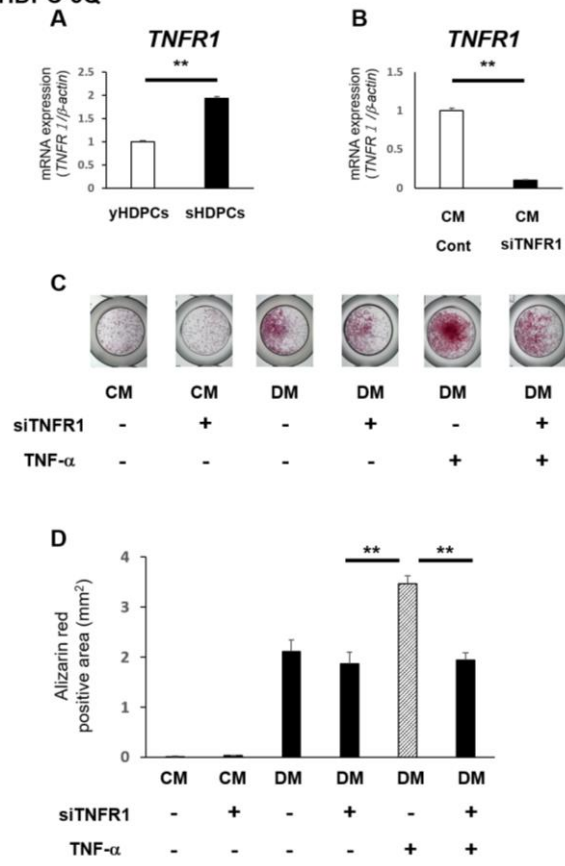 A
TNFR1
**
mRNA expression
(TNFR 1 /β-actin)
2.5
2
1.5
1
0.5
0
yHDPCs sHDPCs
B
TNFR1
**
mRNA expression
(TNFR 1 /β-actin)
1.5
1
0.5
0
CM CM
Cont siTNFR1
C
CM CM DM DM DM DM
siTNFR1 - + - + - +
TNF-α - - - - + +
D
Alizarin red
positive area (mm²)
4
3
2
1
0
** **
CM CM DM DM DM DM
siTNFR1 - + - + - +
TNF-α - - - - + +